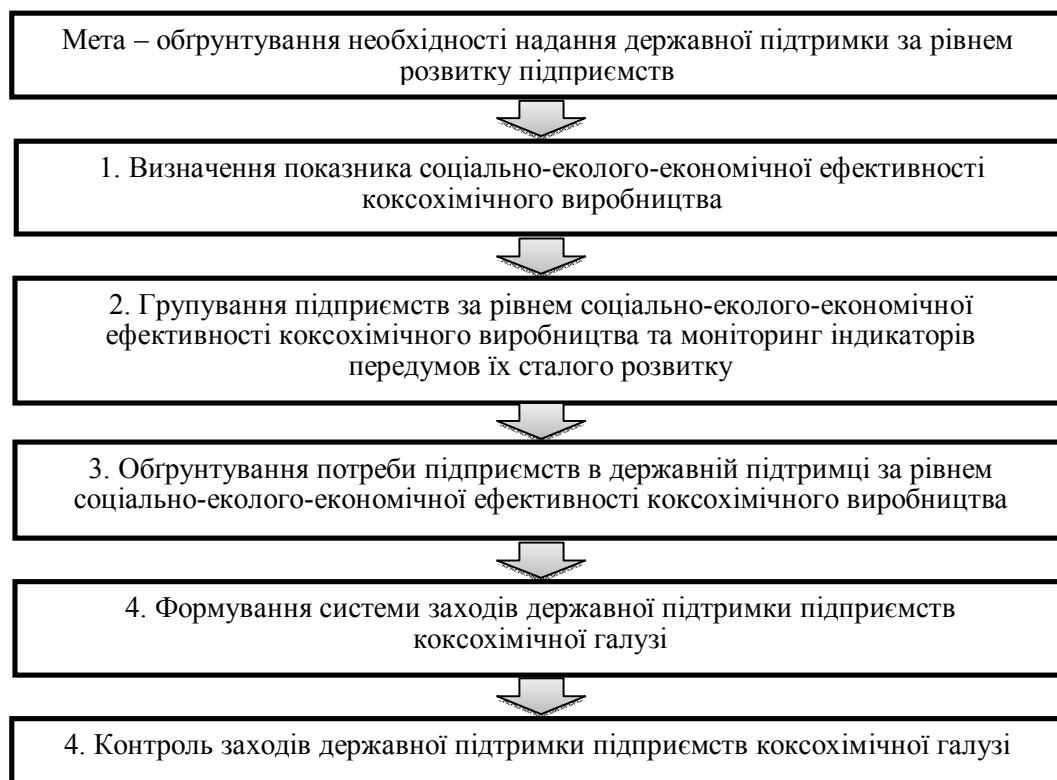 Мета – обґрунтування необхідності надання державної підтримки за рівнем
розвитку підприємств
1. Визначення показника соціально-еколого-економічної ефективності
коксохімічного виробництва
2. Групування підприємств за рівнем соціально-еколого-економічної
ефективності коксохімічного виробництва та моніторинг індикаторів
передумов їх сталого розвитку
3. Обґрунтування потреби підприємств в державній підтримці за рівнем
соціально-еколого-економічної ефективності коксохімічного виробництва
4. Формування системи заходів державної підтримки підприємств
коксохімічної галузі
4. Контроль заходів державної підтримки підприємств коксохімічної галузі